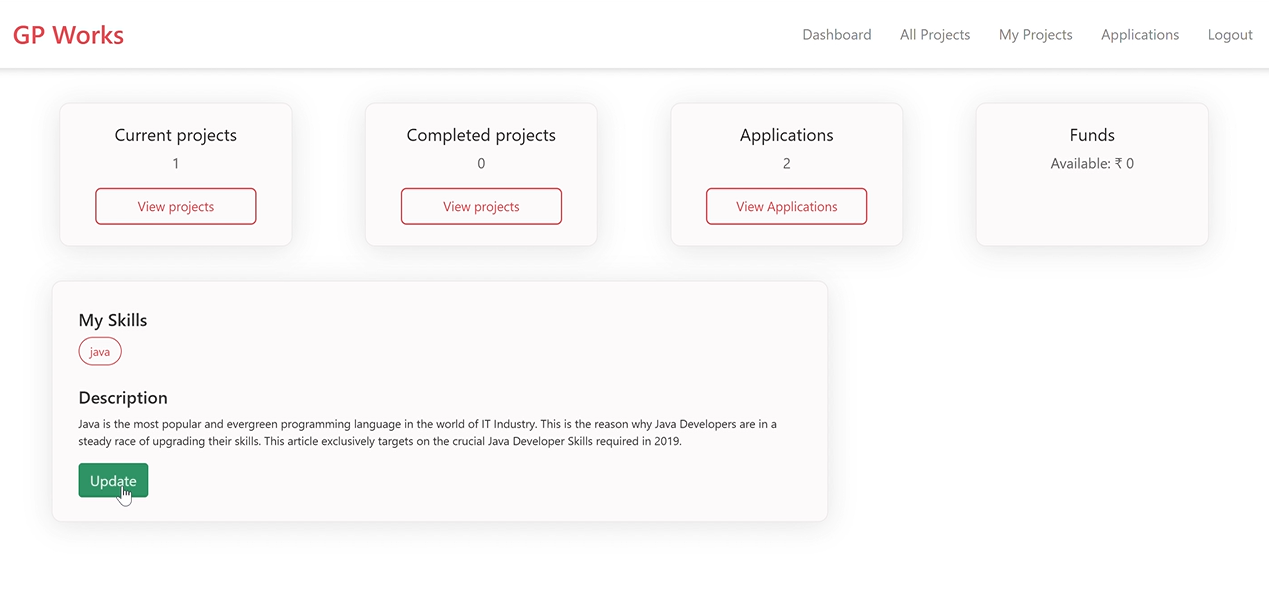 GP Works
Dashboard
All Projects
My Projects
Applications
Logout
Current projects
1
View projects
Completed projects
0
View projects
Applications
2
View Applications
Funds
Available: ₹ 0
My Skills
java
Description
Java is the most popular and evergreen programming language in the world of IT Industry. This is the reason why Java Developers are in a
steady race of upgrading their skills. This article exclusively targets on the crucial Java Developer Skills required in 2019.
Update